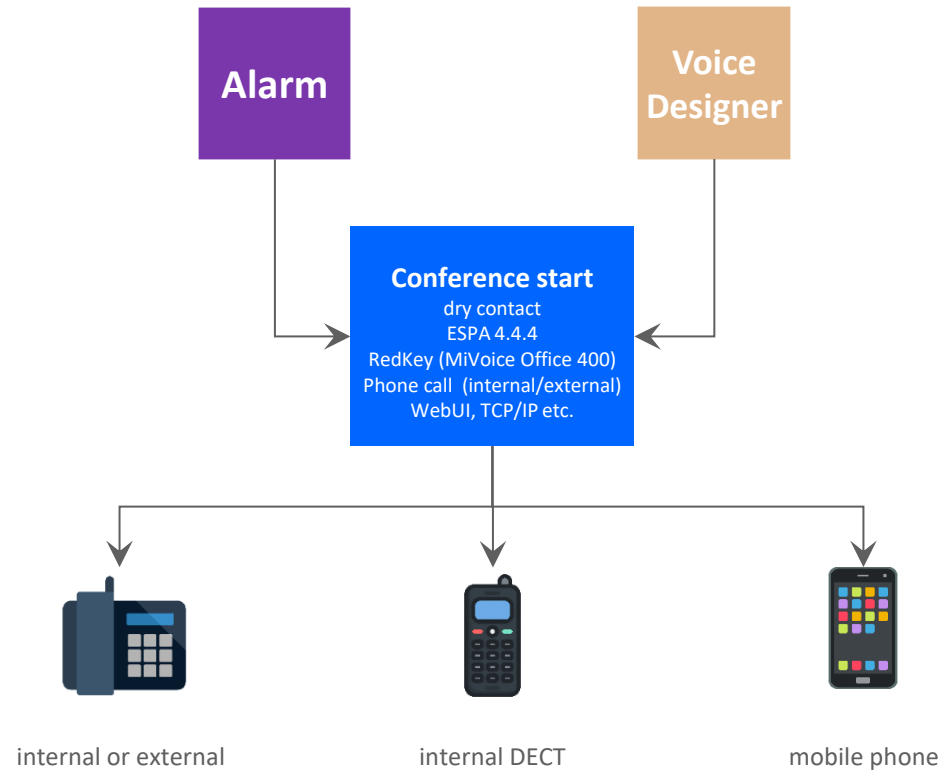 Alarm
Voice
Designer
Conference start
dry contact
ESPA 4.4.4
RedKey (MiVoice Office 400)
Phone call (internal/external)
WebUI, TCP/IP etc.
internal or external
internal DECT
mobile phone